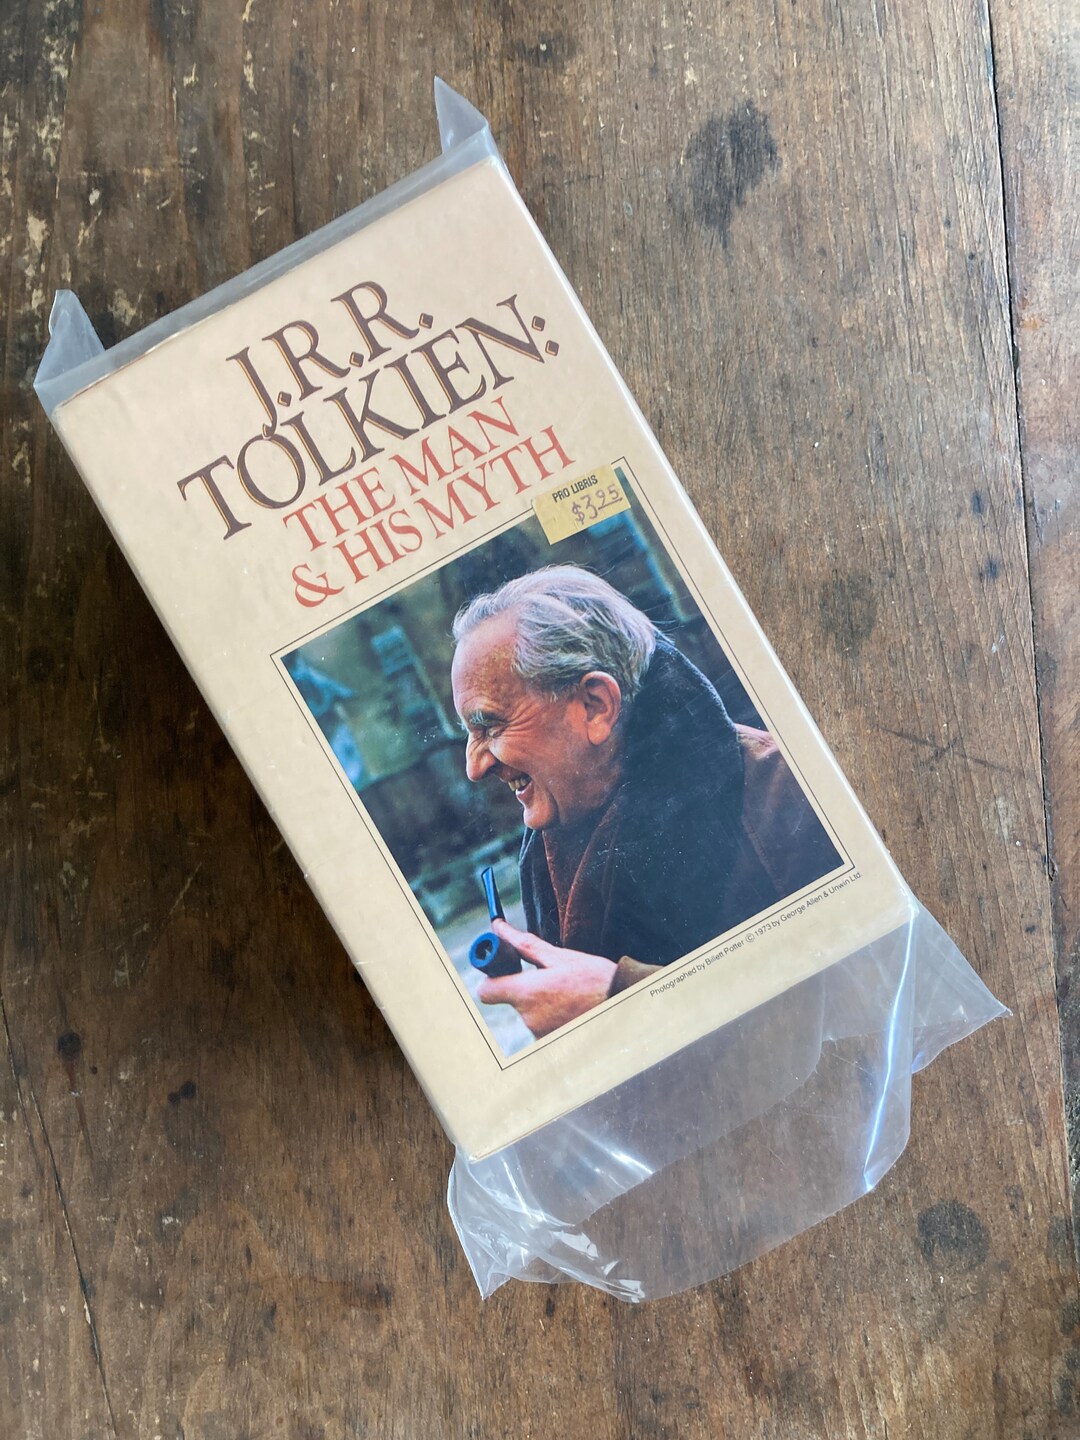 J.R.R.
TOLKIEN:
THE MAN
& HIS MYTH
PRO LIBRIS
$3.95
Photographed by Billett Potter © 1973 by George Allen & Unwin Ltd